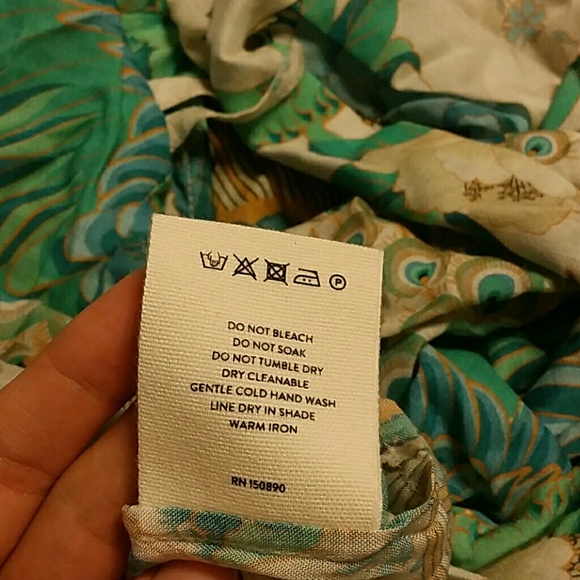 P
DO NOT BLEACH
DO NOT SOAK
DO NOT TUMBLE DRY
DRY CLEANABLE
GENTLE COLD HAND WASH
LINE DRY IN SHADE
WARM IRON
RN 150890